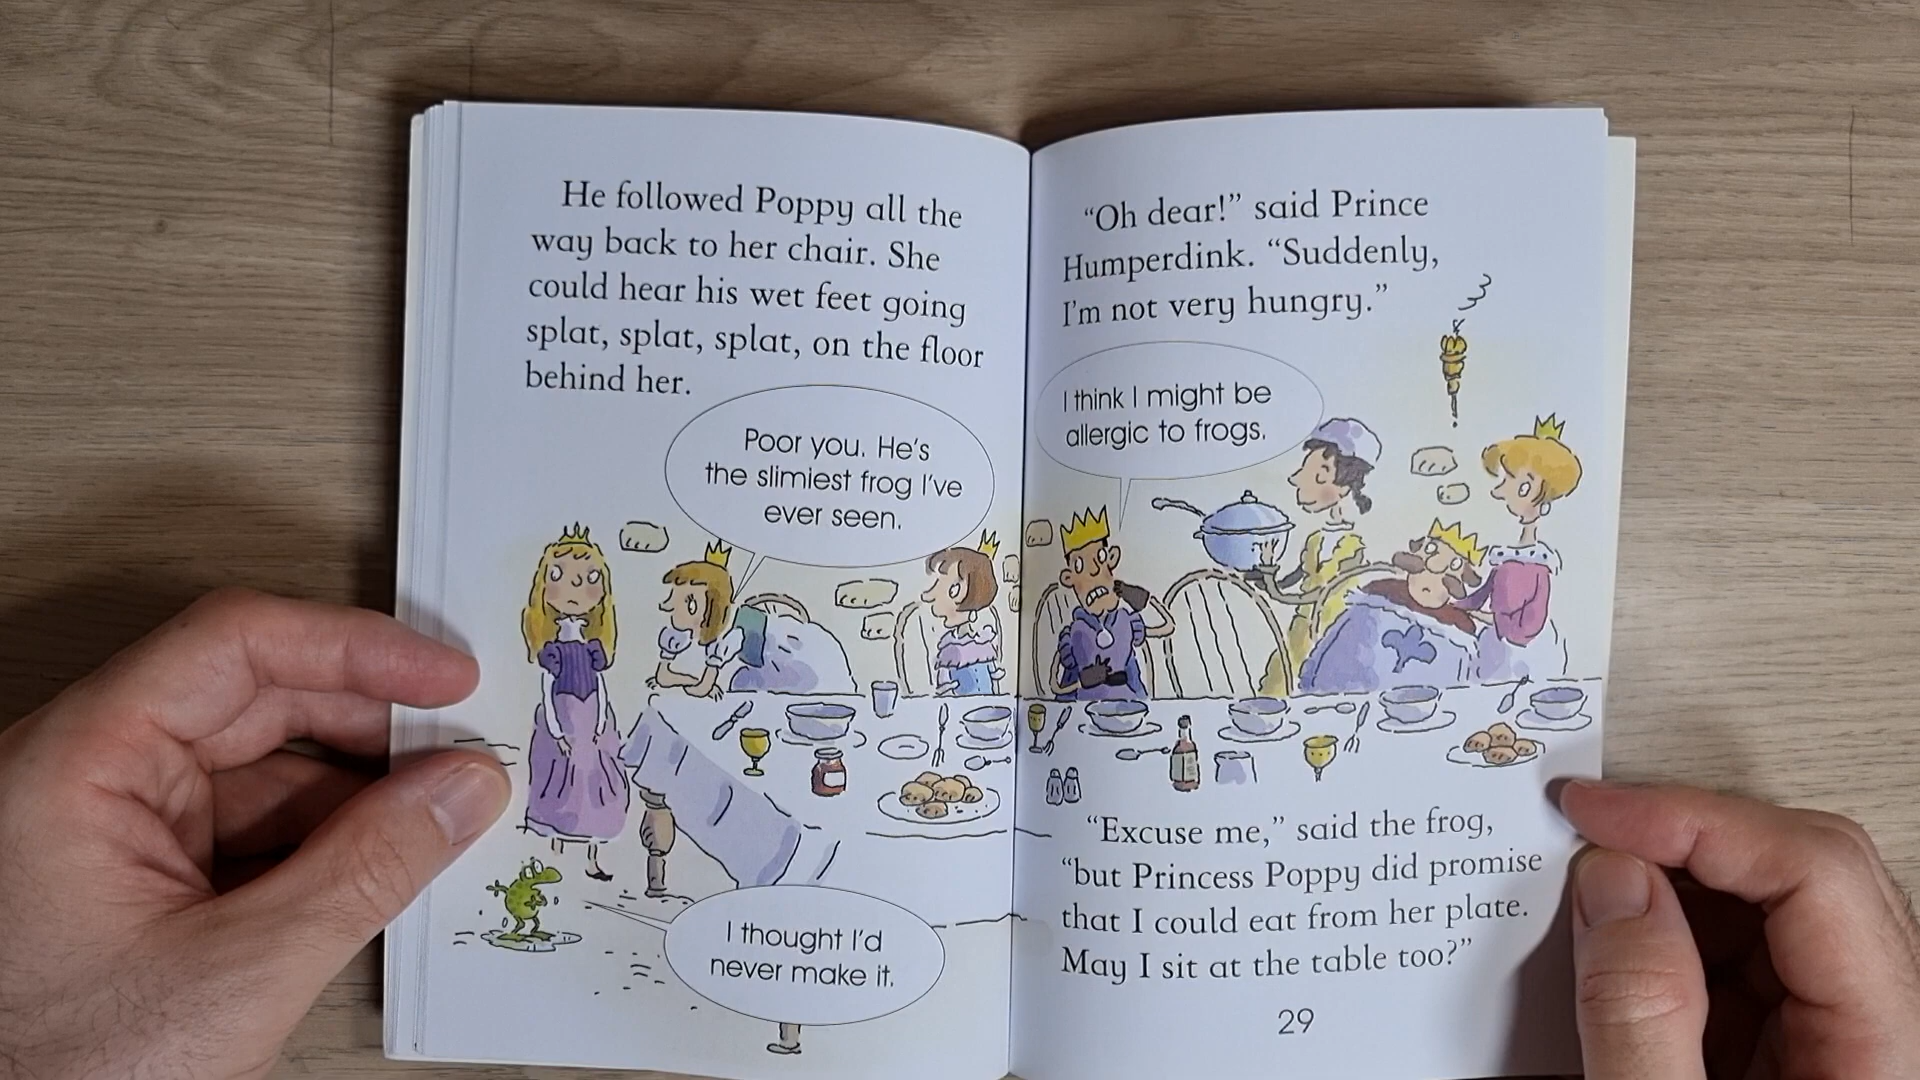 He followed Poppy all the
way back to her chair. She
could hear his wet feet going
splat, splat, splat, on the floor
behind her.
Poor you. He's
the slimiest frog I've
ever seen.
I thought I'd
never make it.
“Oh dear!” said Prince
Humperdink. “Suddenly,
I'm not very hungry.”
I think I might be
allergic to frogs.
“Excuse me,” said the frog,
“but Princess Poppy did promise
that I could eat from her plate.
May I sit at the table too?”
29